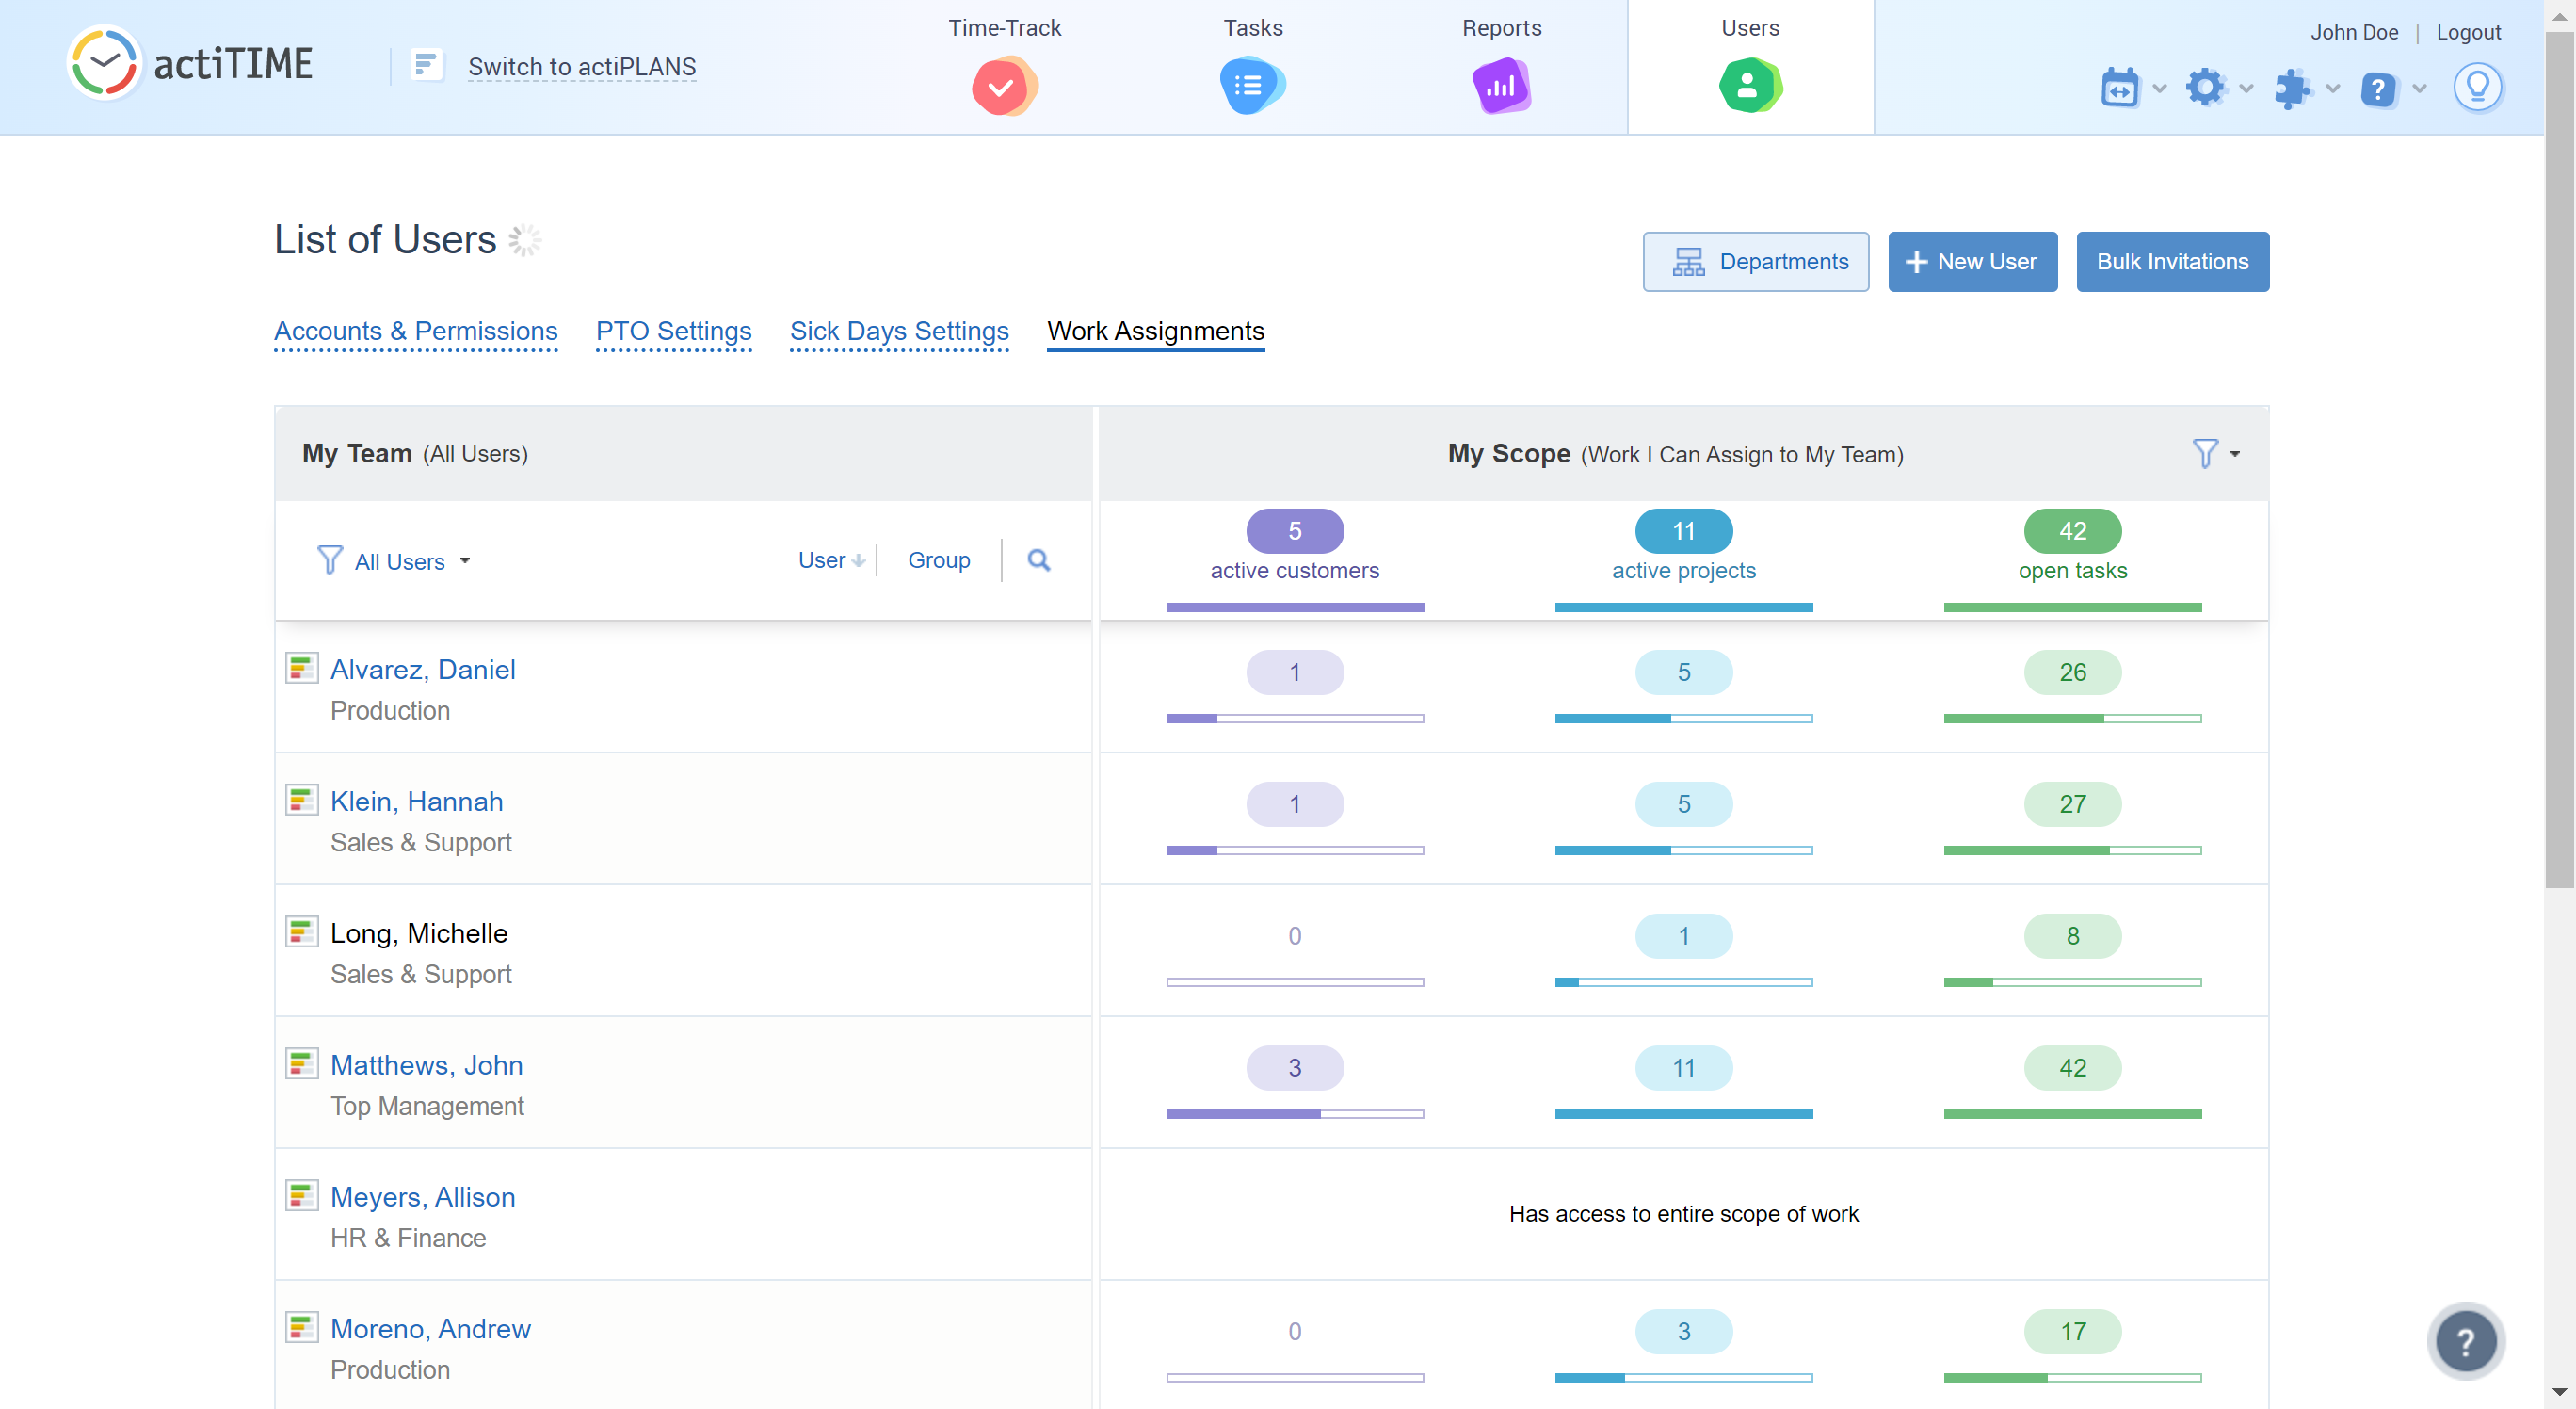 actiTIME
Switch to actiPLANS
Time-Track
Tasks
Reports
Users
John Doe | Logout
List of Users
Departments
New User
Bulk Invitations
Accounts & Permissions
PTO Settings
Sick Days Settings
Work Assignments
My Team (All Users)
My Scope (Work I Can Assign to My Team)
All Users
User
Group
5
active customers
11
active projects
42
open tasks
Alvarez, Daniel
Production
1
5
26
Klein, Hannah
Sales & Support
1
5
27
Long, Michelle
Sales & Support
0
1
8
Matthews, John
Top Management
3
11
42
Meyers, Allison
HR & Finance
Has access to entire scope of work
Moreno, Andrew
Production
0
3
17
?